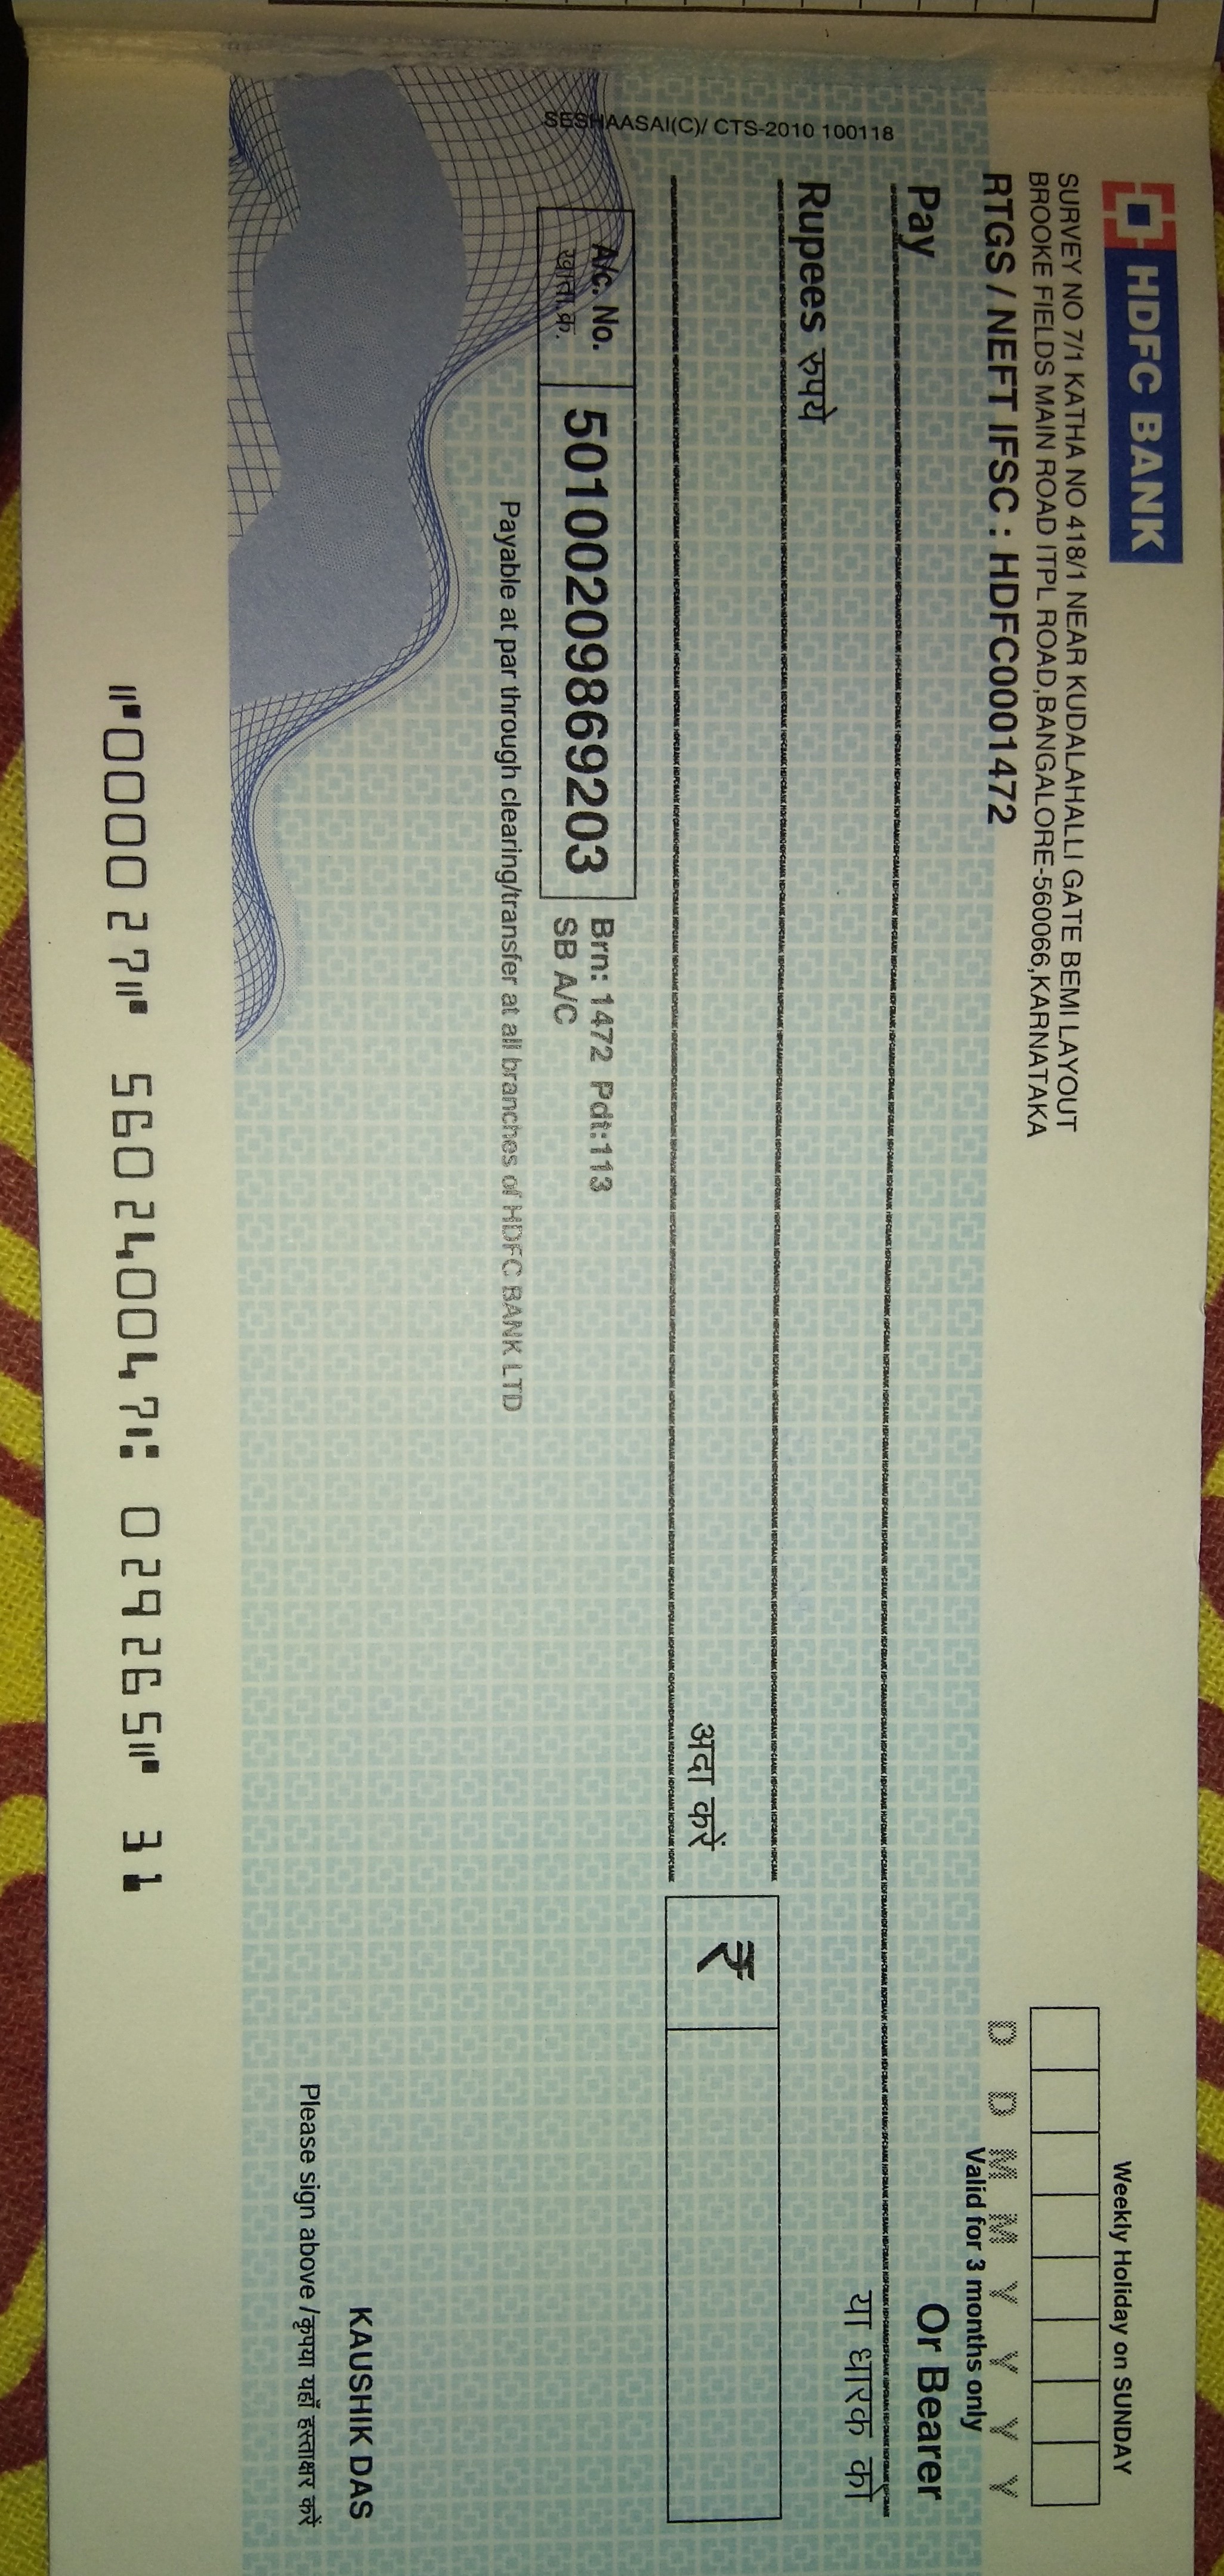 HDFC BANK
Weekly Holiday on SUNDAY
SURVEY NO 7/1 KATHA NO 418/1 NEAR KUDALAHALLI GATE BEMI LAYOUT
BROOKE FIELDS MAIN ROAD ITPL ROAD,BANGALORE-560066,KARNATAKA
RTGS / NEFT IFSC : HDFC0001472
D D M M Y Y Y Y
Valid for 3 months only
Pay
Or Bearer
या धारक को
Rupees रुपये
अदा करें
₹
A/c. No.
खाता क्र.
50100209869203
Brn: 1472 Pdt:113
SB A/C
Payable at par through clearing/transfer at all branches of HDFC BANK LTD
KAUSHIK DAS
Please sign above / कृपया यहाँ हस्ताक्षर करें
SESHAASAI(C)/ CTS-2010 100118
⑈000027⑈ 560240047⑆ 029265⑈ 31